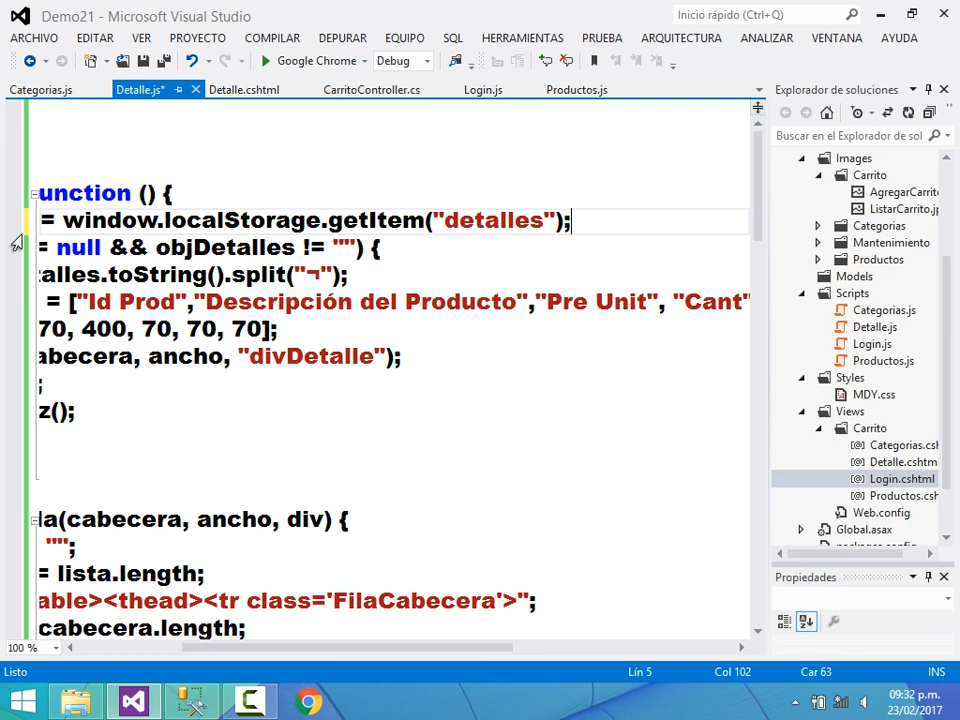 Demo21 - Microsoft Visual Studio
Inicio rápido (Ctrl+Q)
ARCHIVO EDITAR VER PROYECTO COMPILAR DEPURAR EQUIPO SQL HERRAMIENTAS PRUEBA ARQUITECTURA ANALIZAR VENTANA AYUDA
Google Chrome Debug
Categorias.js Detalle.js* Detalle.cshtml CarritoController.cs Login.js Productos.js
unction () {
= window.localStorage.getItem("detalles");
= null && objDetalles != "") {
talles.toString().split("¬");
= ["Id Prod","Descripción del Producto","Pre Unit", "Cant"
70, 400, 70, 70, 70];
abecera, ancho, "divDetalle");
;
z();
la(cabecera, ancho, div) {
"";
= lista.length;
able><thead><tr class='FilaCabecera'>";
cabecera.length;
100 %
Explorador de soluciones
Buscar en el Explorador de soluci
Images
Carrito
AgregarCarrito
ListarCarrito.jp
Categorias
Mantenimiento
Productos
Models
Scripts
Categorias.js
Detalle.js
Login.js
Productos.js
Styles
MDY.css
Views
Carrito
Categorias.csh
Detalle.cshtm
Login.cshtml
Productos.csh
Web.config
Global.asax
packages.config
Propiedades
Listo Lín 5 Col 102 Car 63 INS
09:32 p.m.
23/02/2017